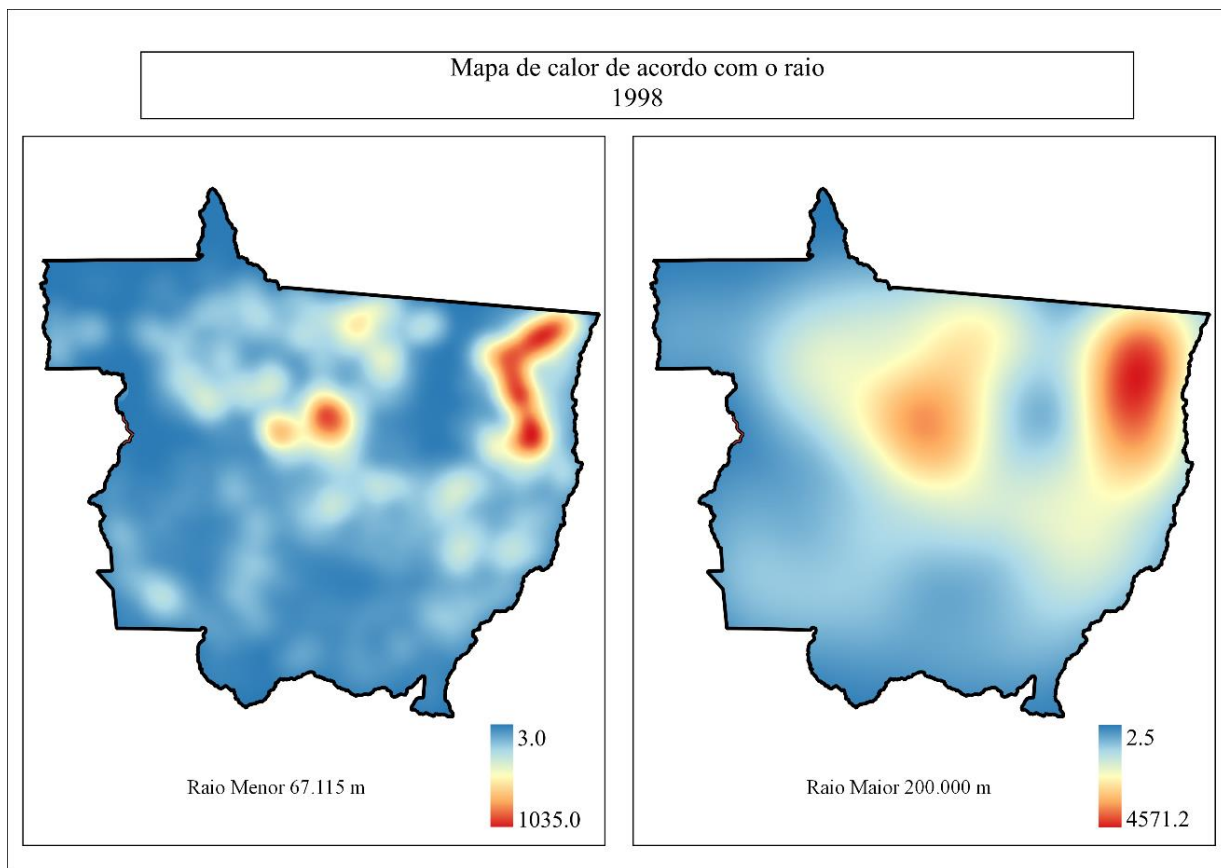 Mapa de calor de acordo com o raio
1998
3.0
Raio Menor 67.115 m
1035.0
2.5
Raio Maior 200.000 m
4571.2